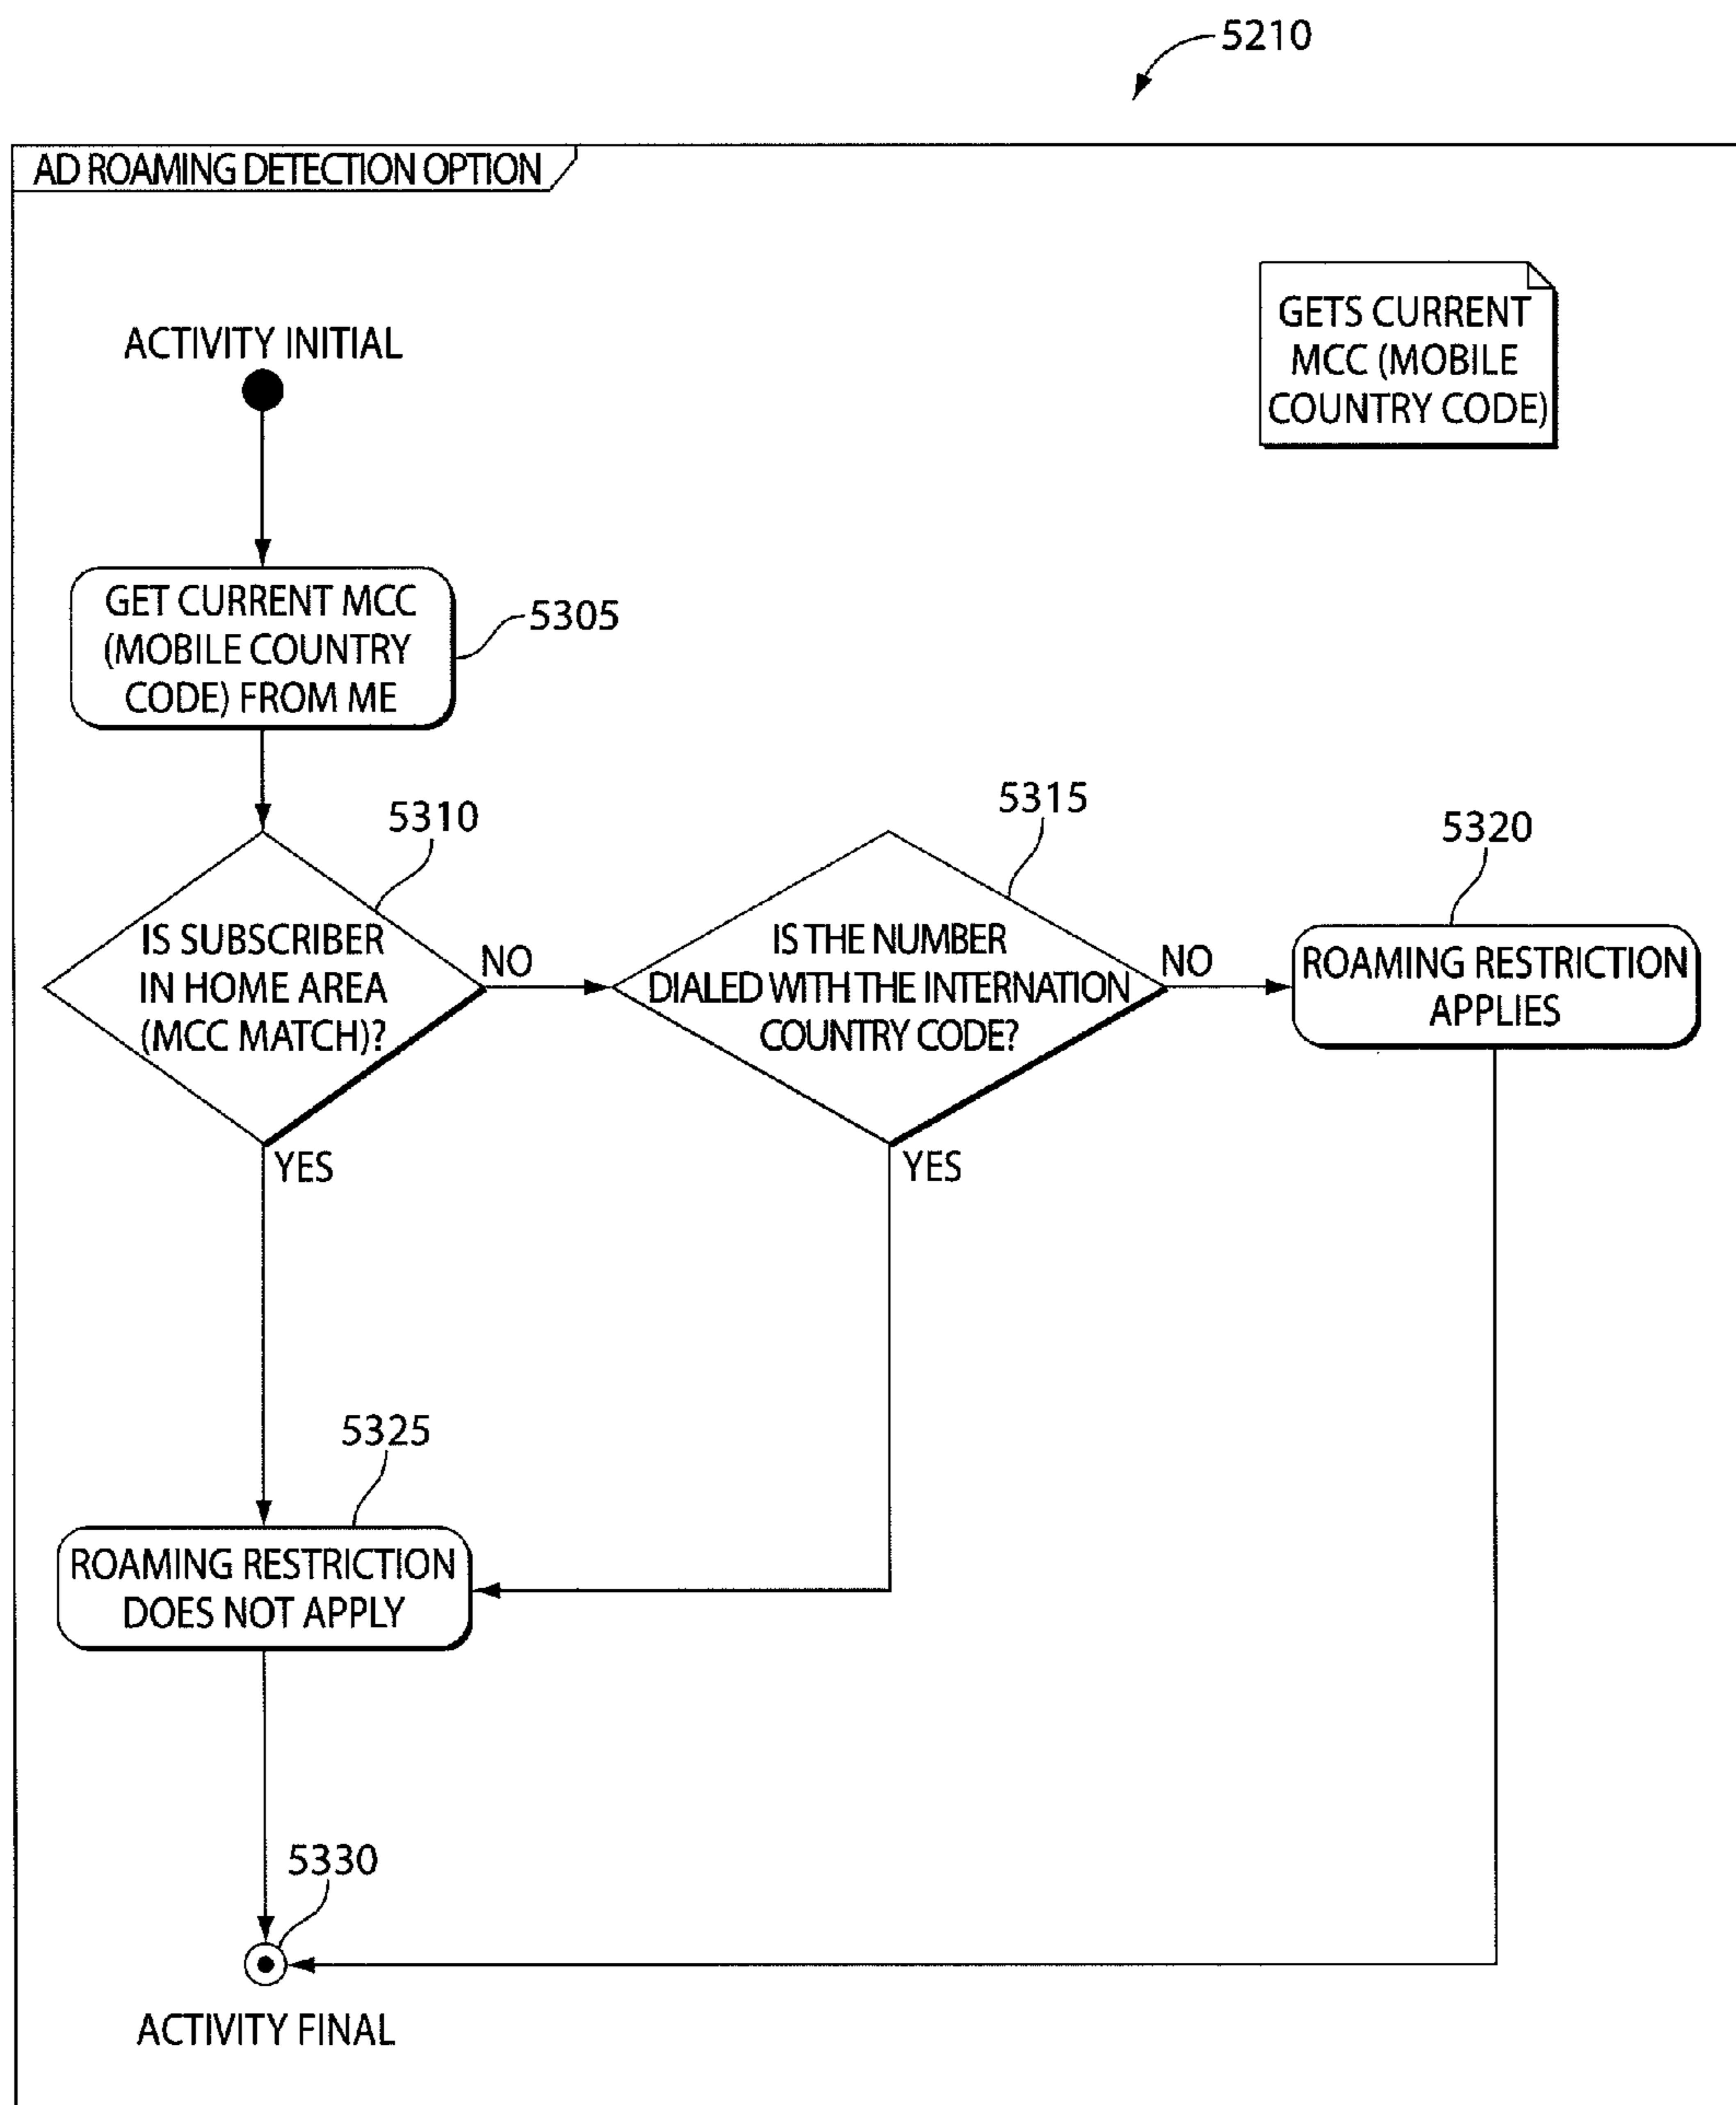 5210
AD ROAMING DETECTION OPTION
GETS CURRENT
MCC (MOBILE
COUNTRY CODE)
ACTIVITY INITIAL
GET CURRENT MCC
(MOBILE COUNTRY
CODE) FROM ME
5305
5310
IS SUBSCRIBER
IN HOME AREA
(MCC MATCH)?
NO
YES
5315
IS THE NUMBER
DIALED WITH THE INTERNATION
COUNTRY CODE?
NO
YES
5320
ROAMING RESTRICTION
APPLIES
5325
ROAMING RESTRICTION
DOES NOT APPLY
5330
ACTIVITY FINAL